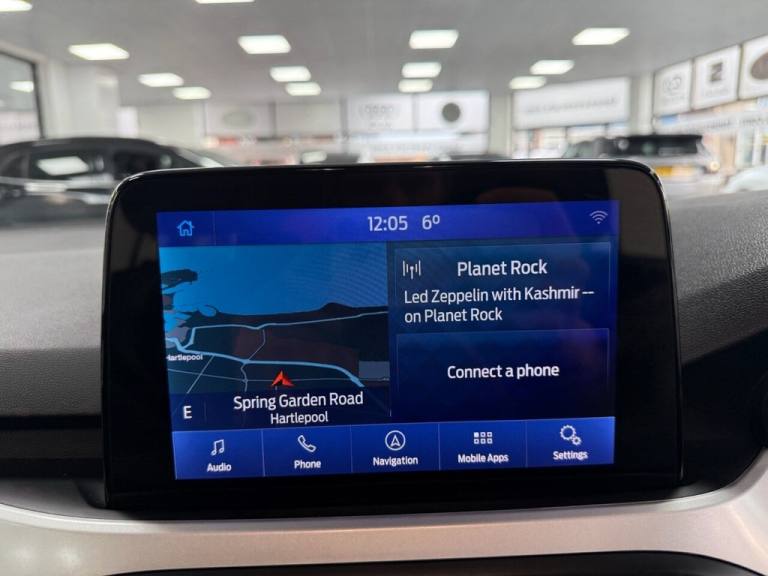 12:05 6°
Planet Rock
Led Zeppelin with Kashmir --
on Planet Rock
Hartlepool
Connect a phone
E
Spring Garden Road
Hartlepool
Audio
Phone
Navigation
Mobile Apps
Settings